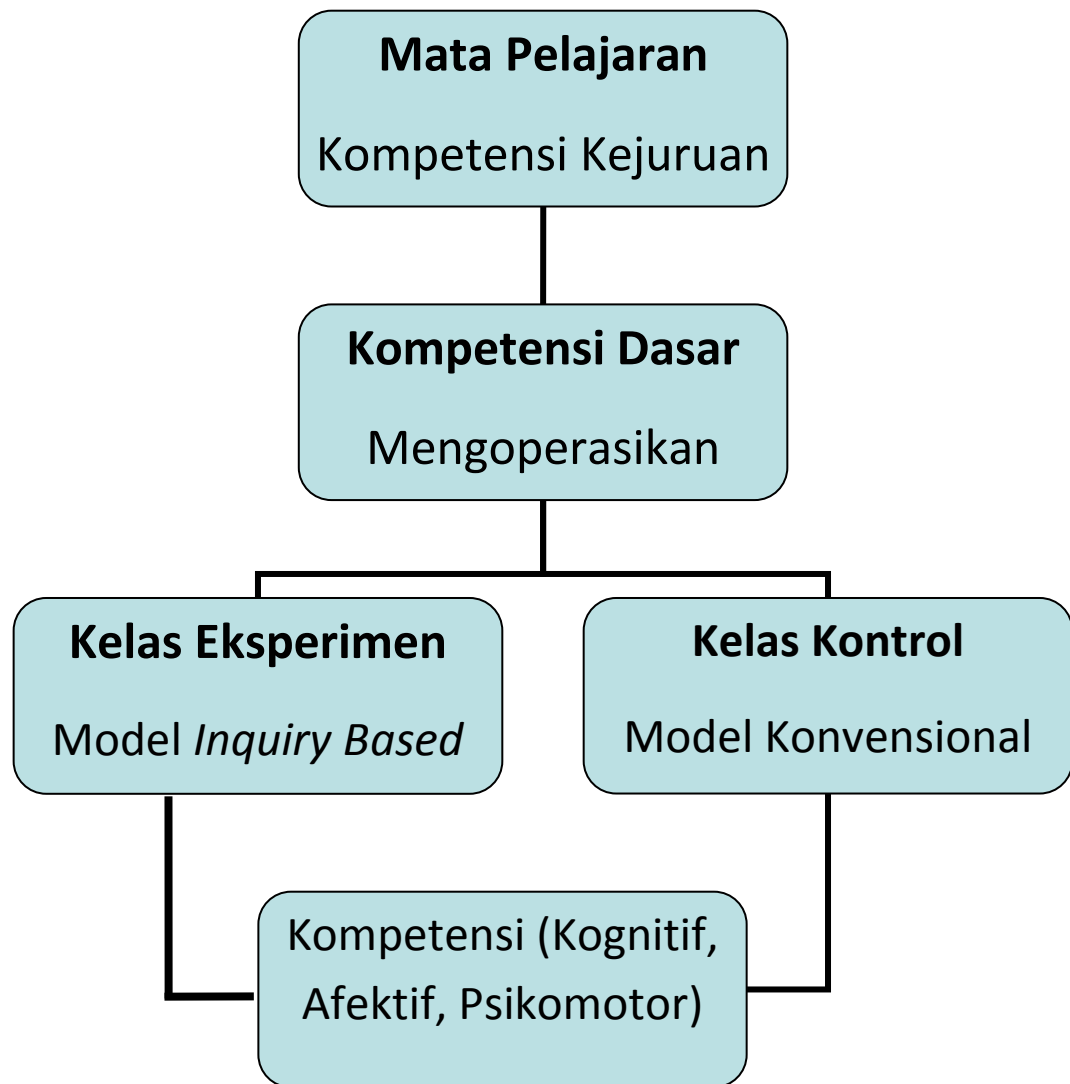 Mata Pelajaran
Kompetensi Kejuruan
Kompetensi Dasar
Mengoperasikan
Kelas Eksperimen
Model Inquiry Based
Kelas Kontrol
Model Konvensional
Kompetensi (Kognitif,
Afektif, Psikomotor)